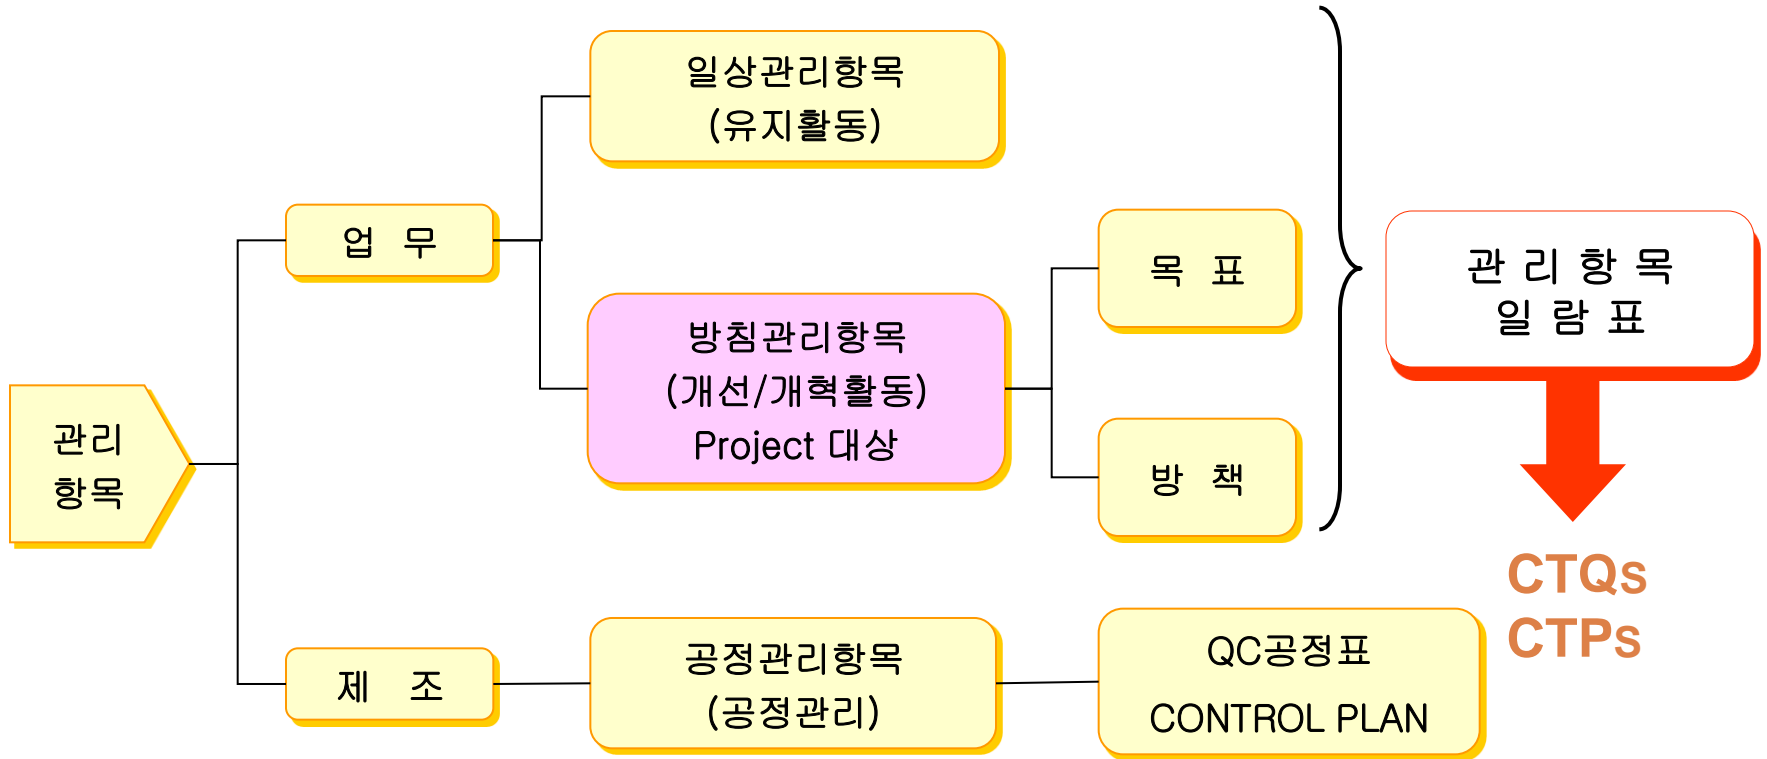 관리
항목
업 무
제 조
일상관리항목
(유지활동)
방침관리항목
(개선/개혁활동)
Project 대상
공정관리항목
(공정관리)
목 표
방 책
QC공정표
CONTROL PLAN
관 리 항 목
일 람 표
CTQs
CTPs